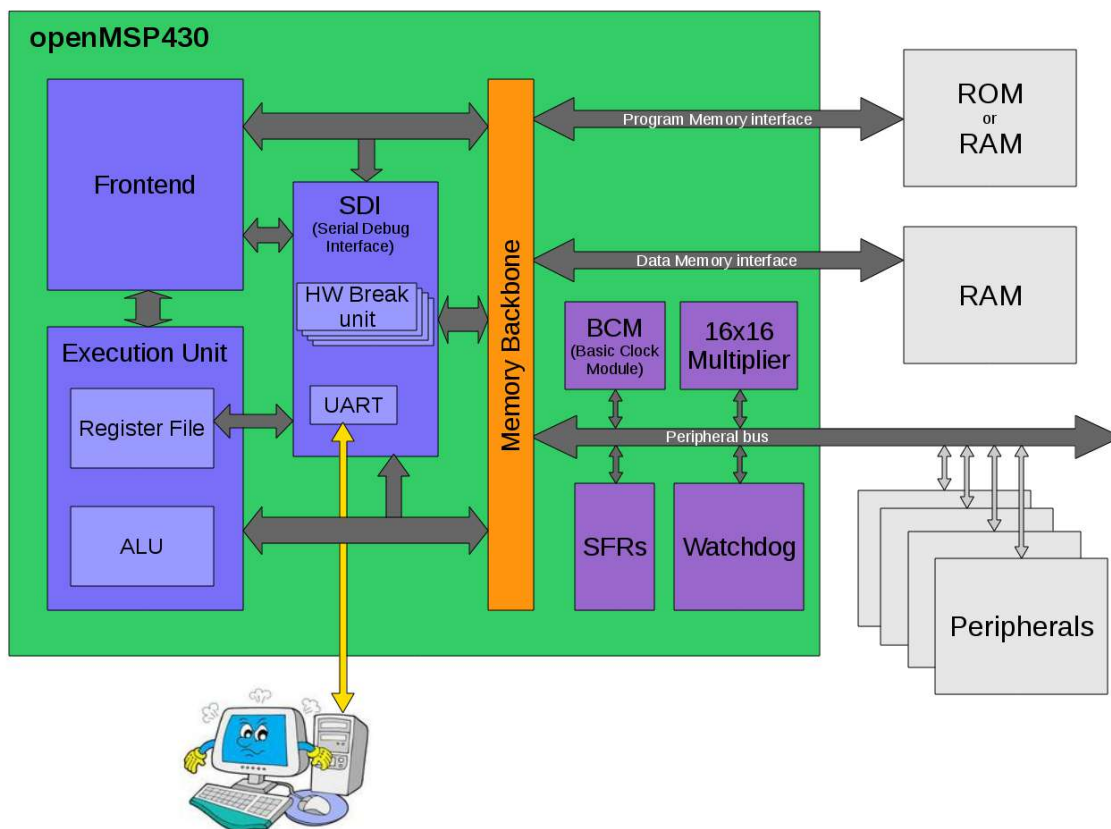 openMSP430
Frontend
SDI
(Serial Debug
Interface)
HW Break
unit
UART
Execution Unit
Register File
ALU
Memory Backbone
Program Memory interface
Data Memory interface
BCM
(Basic Clock
Module)
16x16
Multiplier
Peripheral bus
SFRs
Watchdog
ROM
or
RAM
RAM
Peripherals